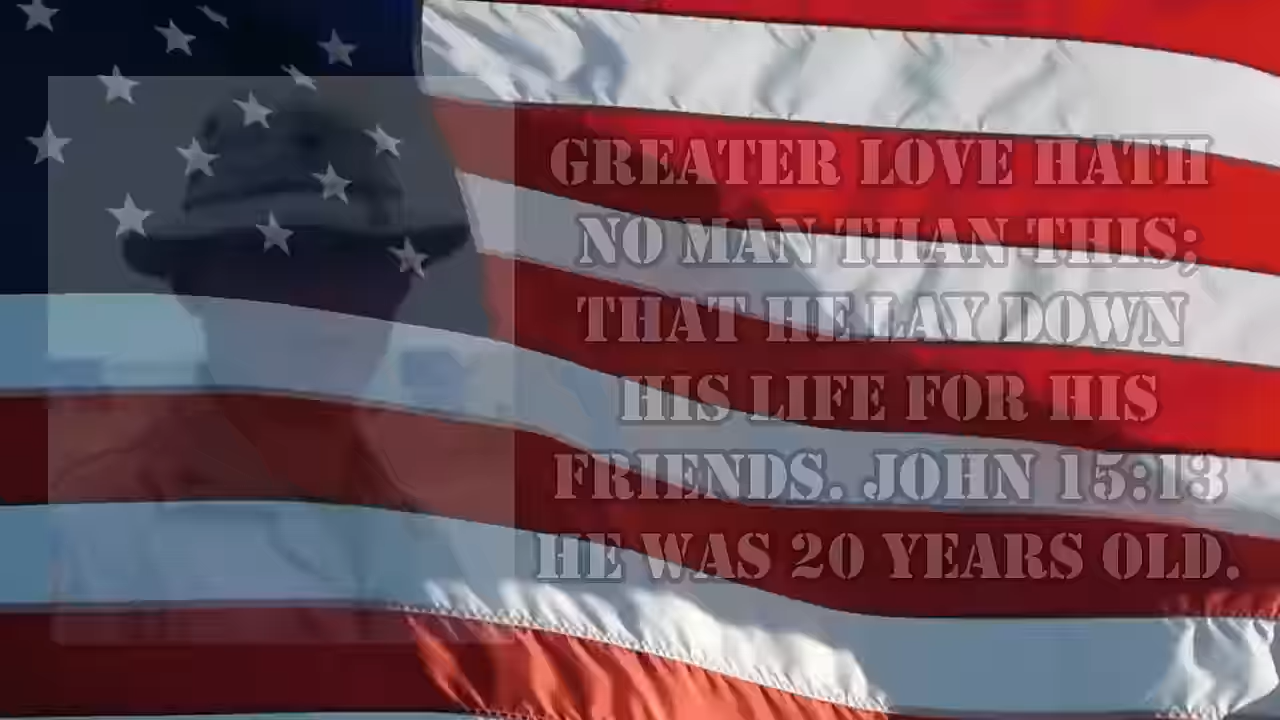 GREATER LOVE HATH
NO MAN THAN THIS;
THAT HE LAY DOWN
HIS LIFE FOR HIS
FRIENDS. JOHN 15:13
HE WAS 20 YEARS OLD.